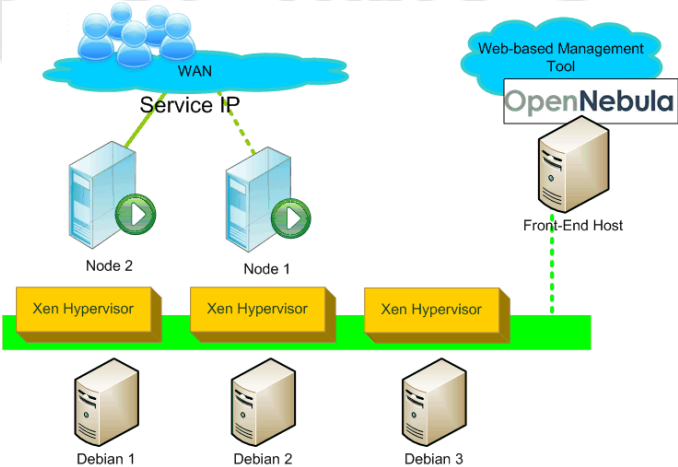 WAN
Web-based Management
Tool
OpenNebula
Service IP
Front-End Host
Node 2
Node 1
Xen Hypervisor
Xen Hypervisor
Xen Hypervisor
Debian 1
Debian 2
Debian 3